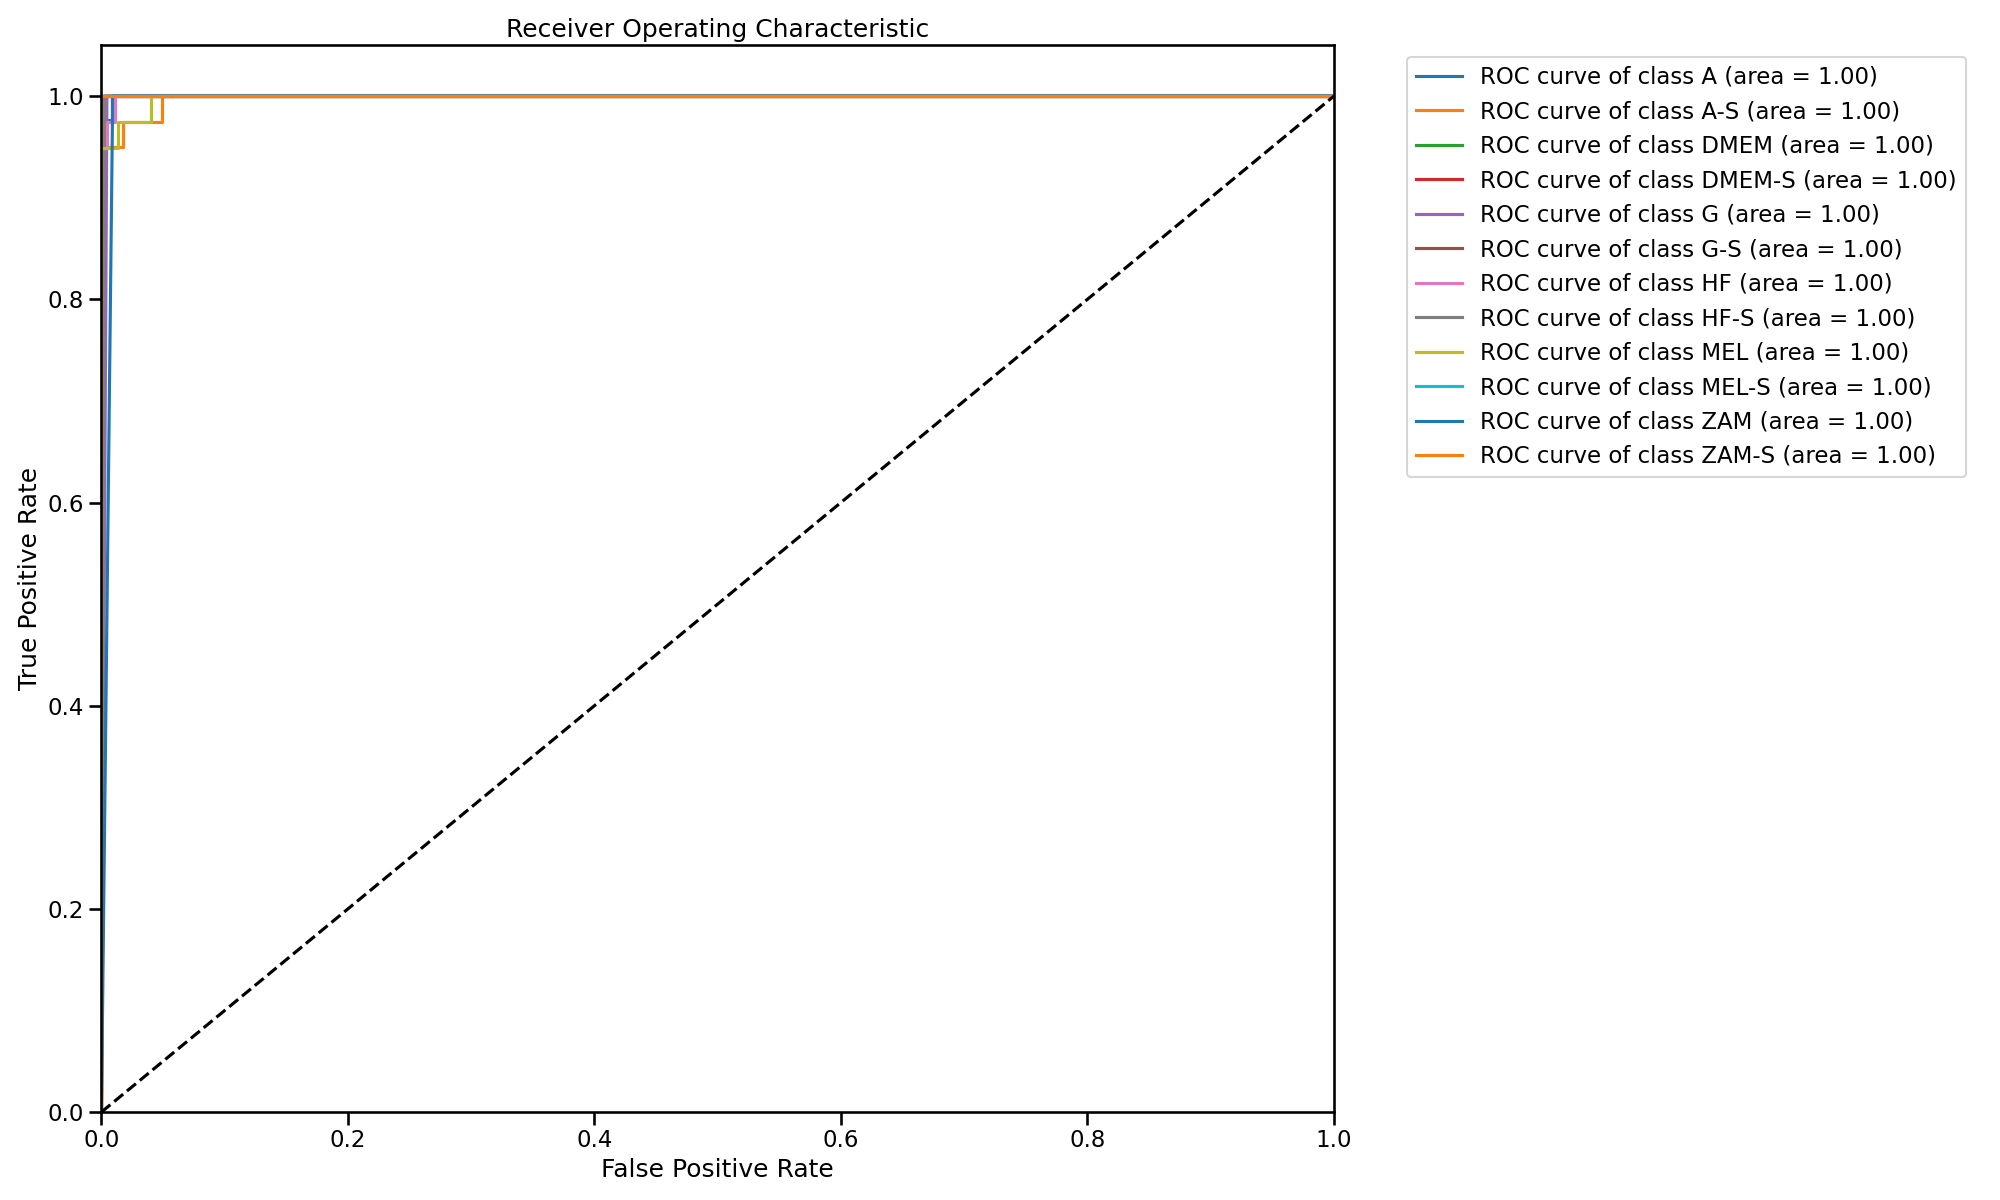 Receiver Operating Characteristic
1.0
0.8
0.6
0.4
0.2
0.0
True Positive Rate
0.0 0.2 0.4 0.6 0.8 1.0
False Positive Rate
ROC curve of class A (area = 1.00)
ROC curve of class A-S (area = 1.00)
ROC curve of class DMEM (area = 1.00)
ROC curve of class DMEM-S (area = 1.00)
ROC curve of class G (area = 1.00)
ROC curve of class G-S (area = 1.00)
ROC curve of class HF (area = 1.00)
ROC curve of class HF-S (area = 1.00)
ROC curve of class MEL (area = 1.00)
ROC curve of class MEL-S (area = 1.00)
ROC curve of class ZAM (area = 1.00)
ROC curve of class ZAM-S (area = 1.00)